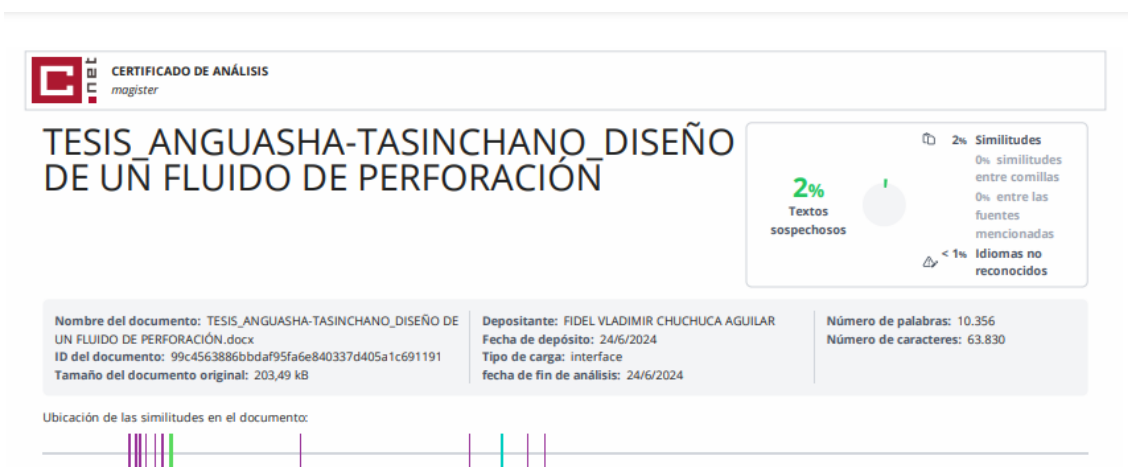 C.net
CERTIFICADO DE ANÁLISIS
magister
TESIS_ANGUASHA-TASINCHANO_DISEÑO
DE UN FLUIDO DE PERFORACIÓN
2%
Textos
sospechosos
2% Similitudes
0% similitudes
entre comillas
0% entre las
fuentes
mencionadas
< 1% Idiomas no
reconocidos
Nombre del documento: TESIS_ANGUASHA-TASINCHANO_DISEÑO DE
UN FLUIDO DE PERFORACIÓN.docx
ID del documento: 99c4563886bbdaf95fa6e840337d405a1c691191
Tamaño del documento original: 203,49 kB
Depositante: FIDEL VLADIMIR CHUCHUCA AGUILAR
Fecha de depósito: 24/6/2024
Tipo de carga: interface
fecha de fin de análisis: 24/6/2024
Número de palabras: 10.356
Número de caracteres: 63.830
Ubicación de las similitudes en el documento: